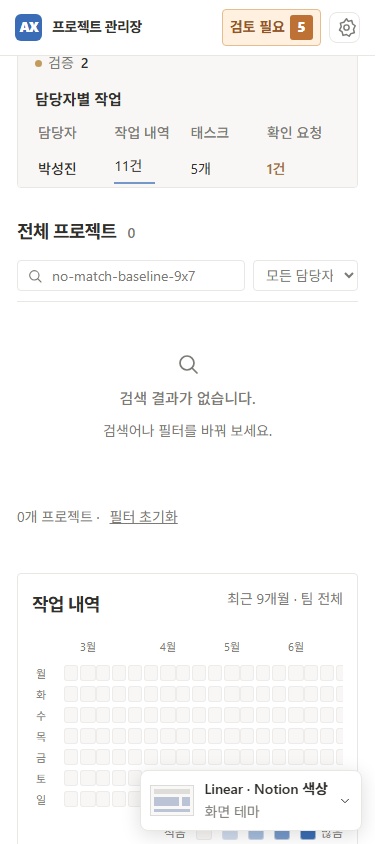 AX 프로젝트 관리장 검토 필요 5
검증 2
담당자별 작업
담당자 작업 내역 태스크 확인 요청
박성진 11건 5개 1건
전체 프로젝트 0
no-match-baseline-9x7 모든 담당자
검색 결과가 없습니다.
검색어나 필터를 바꿔 보세요.
0개 프로젝트 · 필터 초기화
작업 내역 최근 9개월 · 팀 전체
3월 4월 5월 6월
월
화
수
목
금
토
일
Linear · Notion 색상
화면 테마
적음 많음